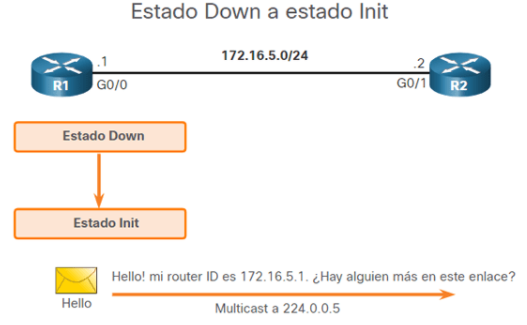 Estado Down a estado Init
172.16.5.0/24
.1
.2
R1
G0/0
G0/1
R2
Estado Down
Estado Init
Hello! mi router ID es 172.16.5.1. ¿Hay alguien más en este enlace?
Hello
Multicast a 224.0.0.5